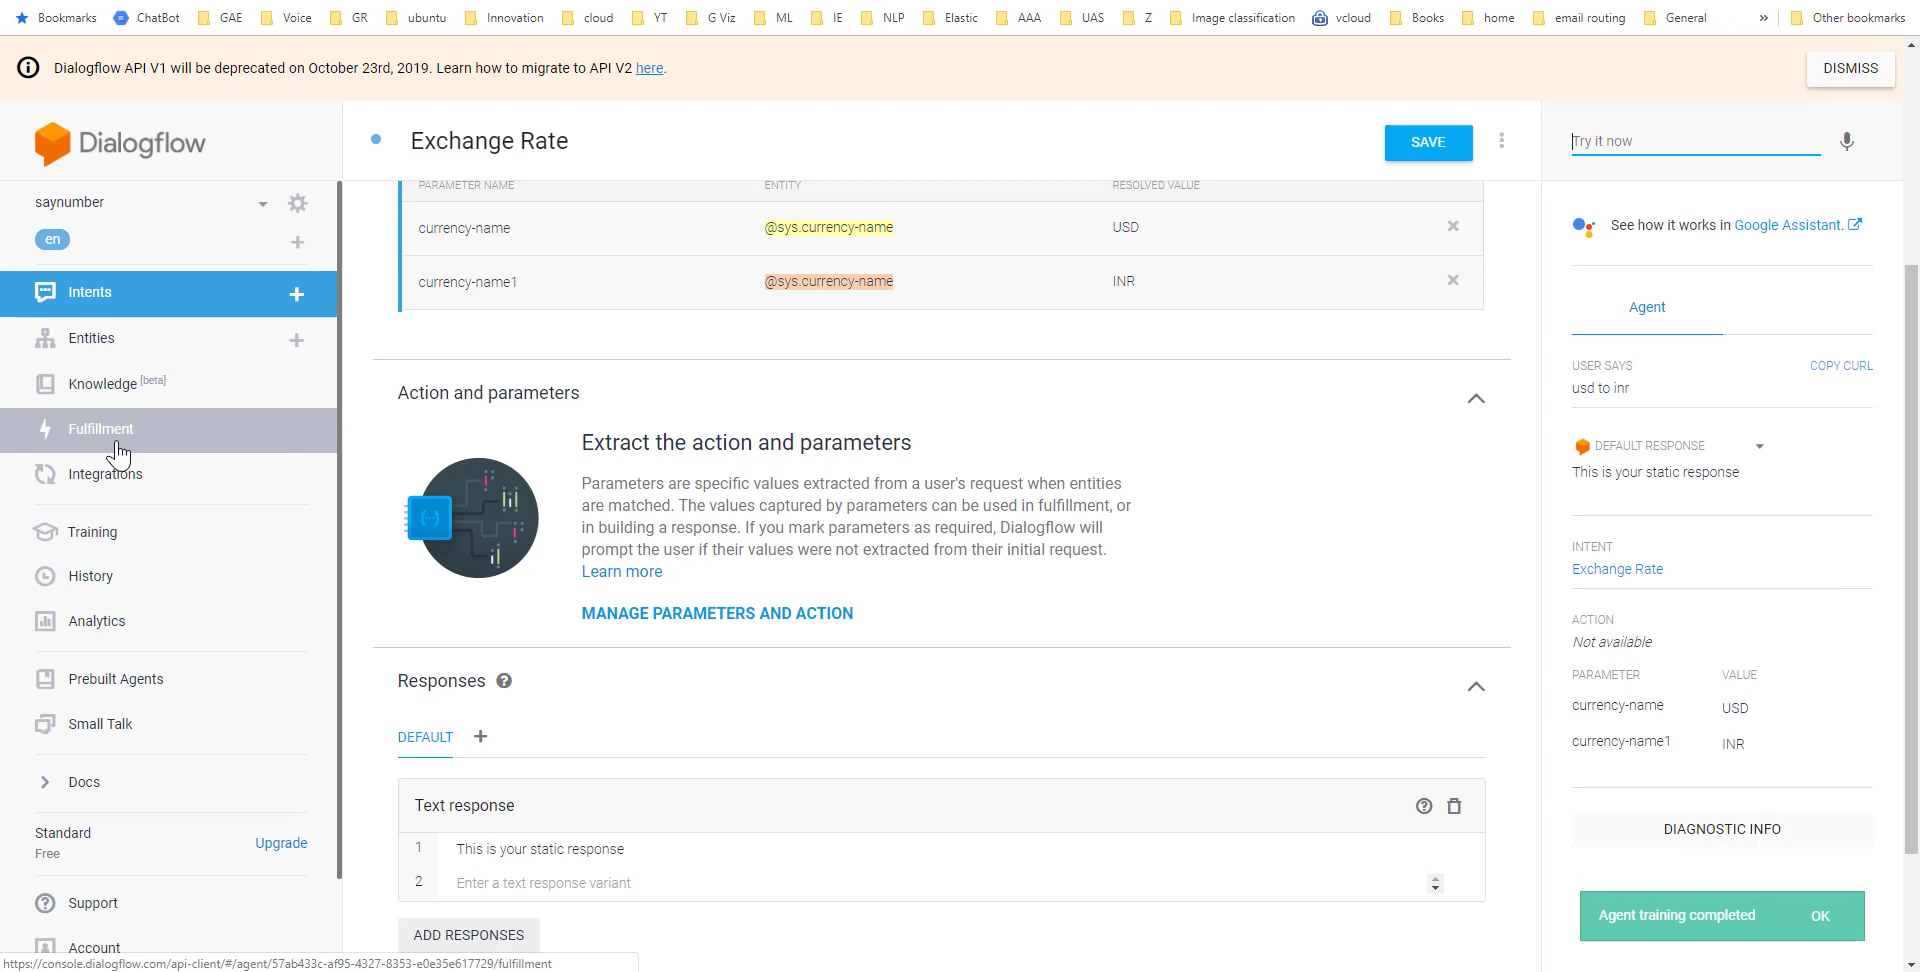 Bookmarks ChatBot GAE Voice GR ubuntu Innovation cloud YT G Viz ML IE NLP Elastic AAA UAS Z Image classification vcloud Books home email routing General » Other bookmarks
Dialogflow API V1 will be deprecated on October 23rd, 2019. Learn how to migrate to API V2 here.
DISMISS
Dialogflow
saynumber
en
Intents
Entities
Knowledge [beta]
Fulfillment
Integrations
Training
History
Analytics
Prebuilt Agents
Small Talk
Docs
Standard
Free
Upgrade
Support
Account
https://console.dialogflow.com/api-client/#/agent/57ab433c-af95-4327-8353-e0e35e617729/fulfillment
Exchange Rate
SAVE
PARAMETER NAME ENTITY RESOLVED VALUE
currency-name @sys.currency-name USD
currency-name1 @sys.currency-name INR
Action and parameters
Extract the action and parameters
Parameters are specific values extracted from a user's request when entities
are matched. The values captured by parameters can be used in fulfillment, or
in building a response. If you mark parameters as required, Dialogflow will
prompt the user if their values were not extracted from their initial request.
Learn more
MANAGE PARAMETERS AND ACTION
Responses
DEFAULT
Text response
1 This is your static response
2 Enter a text response variant
ADD RESPONSES
Try it now
See how it works in Google Assistant.
Agent
USER SAYS COPY CURL
usd to inr
DEFAULT RESPONSE
This is your static response
INTENT
Exchange Rate
ACTION
Not available
PARAMETER VALUE
currency-name USD
currency-name1 INR
DIAGNOSTIC INFO
Agent training completed OK